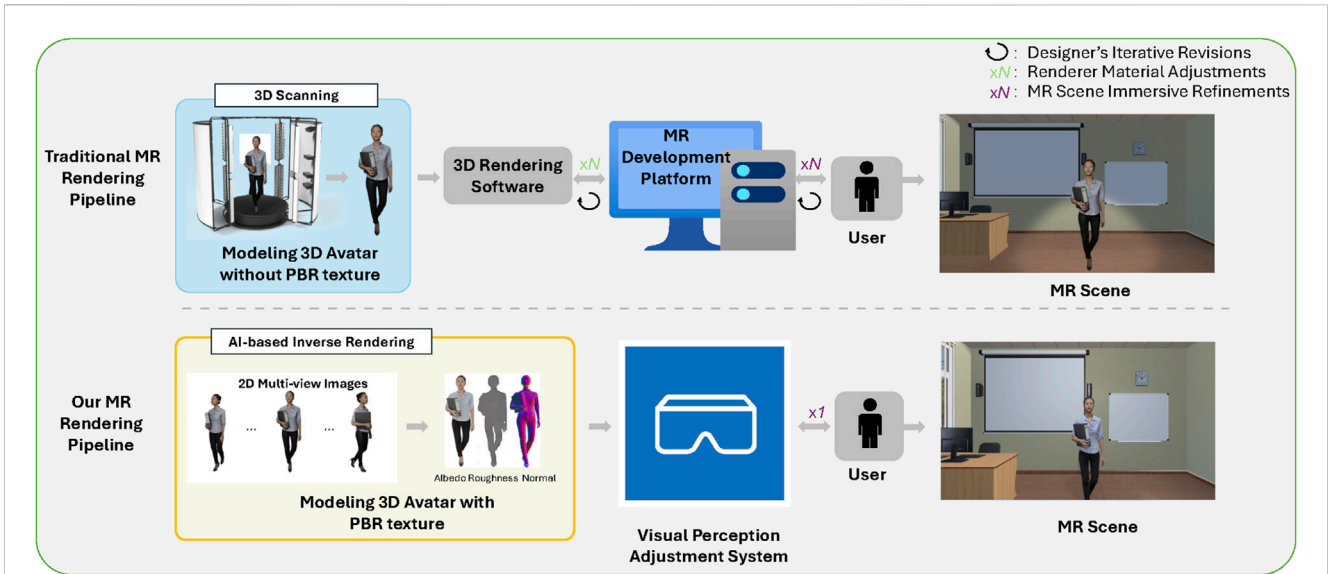 : Designer's Iterative Revisions
xN : Renderer Material Adjustments
xN : MR Scene Immersive Refinements
3D Scanning
Traditional MR
Rendering
Pipeline
Modeling 3D Avatar
without PBR texture
3D Rendering
Software
xN
MR
Development
Platform
xN
User
MR Scene
AI-based Inverse Rendering
Our MR
Rendering
Pipeline
2D Multi-view Images
... ...
Albedo Roughness Normal
Modeling 3D Avatar with
PBR texture
Visual Perception
Adjustment System
x1
User
MR Scene